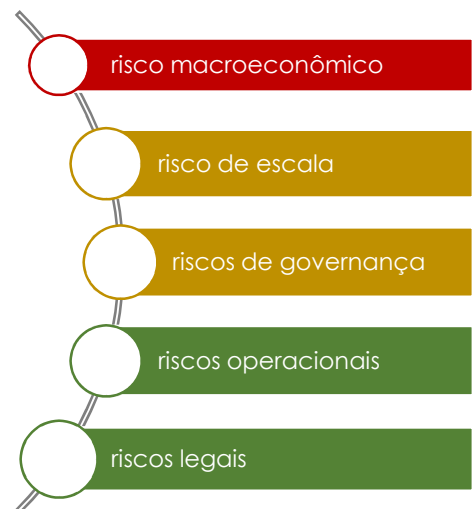 risco macroeconômico
risco de escala
riscos de governança
riscos operacionais
riscos legais